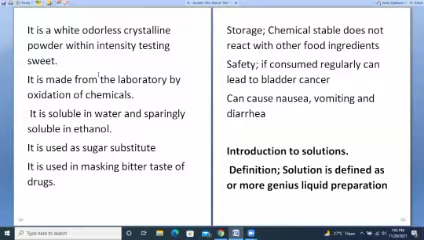 It is a white odorless crystalline
powder within intensity testing
sweet.
It is made from the laboratory by
oxidation of chemicals.
It is soluble in water and sparingly
soluble in ethanol.
It is used as sugar substitute
It is used in masking bitter taste of
drugs.
Storage; Chemical stable does not
react with other food ingredients
Safety; if consumed regularly can
lead to bladder cancer
Can cause nausea, vomiting and
diarrhea
Introduction to solutions.
Definition; Solution is defined as
or more genius liquid preparation
Type here to search